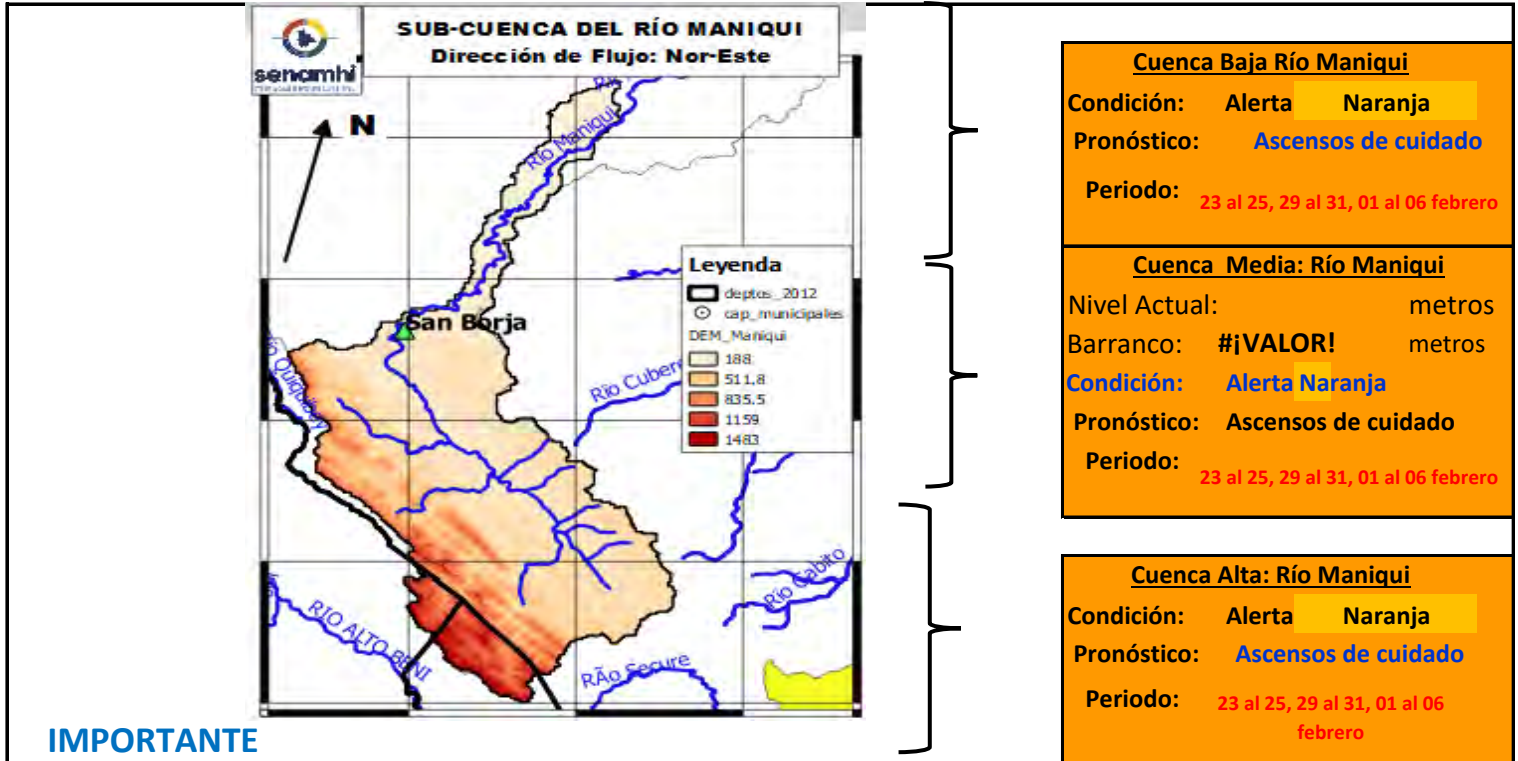 SUB-CUENCA DEL RÍO MANIQUI
Dirección de Flujo: Nor-Este
senamhi
N
Río Maniqui
San Borja
Leyenda
deptos_2012
cap_municipales
DEM_Maniqui
188
511.8
835.5
1159
1483
Río Quiquibey
Río Cubere
Río Cabito
RIO ALTO BENI
RÃo Secure
IMPORTANTE
Cuenca Baja Río Maniqui
Condición: Alerta Naranja
Pronóstico: Ascensos de cuidado
Periodo: 23 al 25, 29 al 31, 01 al 06 febrero
Cuenca Media: Río Maniqui
Nivel Actual: metros
Barranco: #¡VALOR! metros
Condición: Alerta Naranja
Pronóstico: Ascensos de cuidado
Periodo: 23 al 25, 29 al 31, 01 al 06 febrero
Cuenca Alta: Río Maniqui
Condición: Alerta Naranja
Pronóstico: Ascensos de cuidado
Periodo: 23 al 25, 29 al 31, 01 al 06
febrero